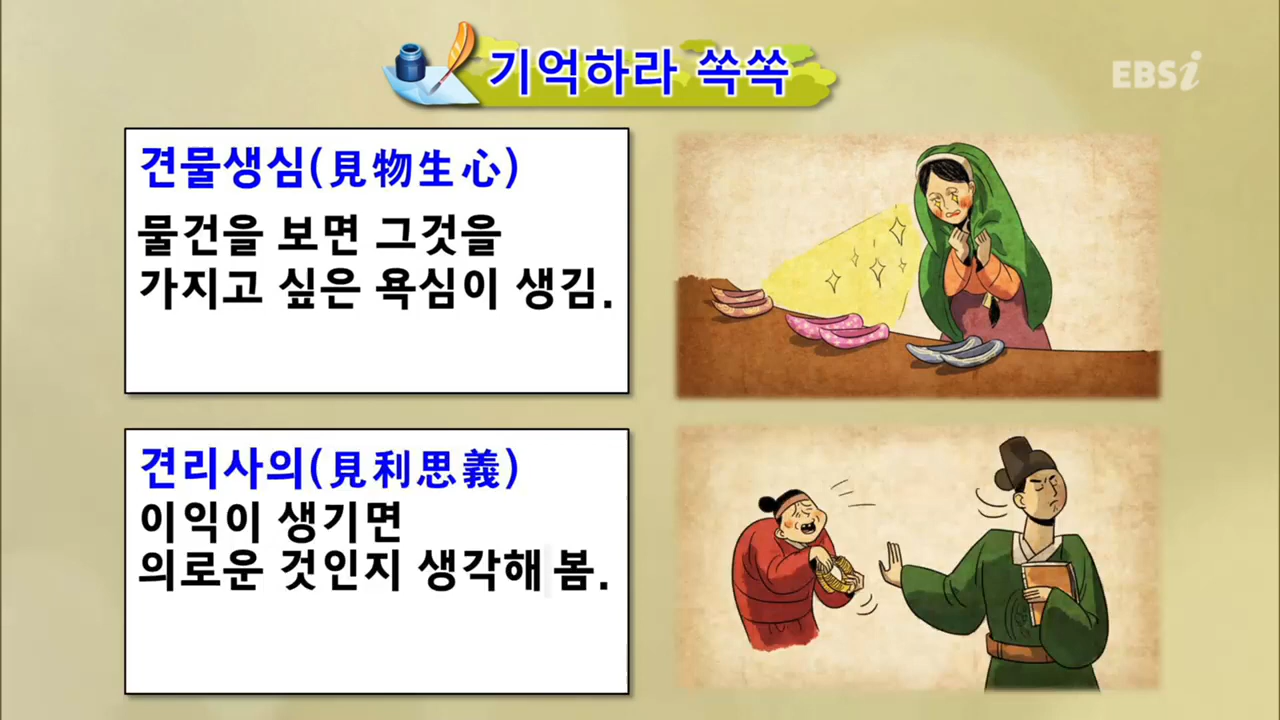 기억하라 쏙쏙
EBSi
견물생심(見物生心)
물건을 보면 그것을
가지고 싶은 욕심이 생김.
견리사의(見利思義)
이익이 생기면
의로운 것인지 생각해 봄.